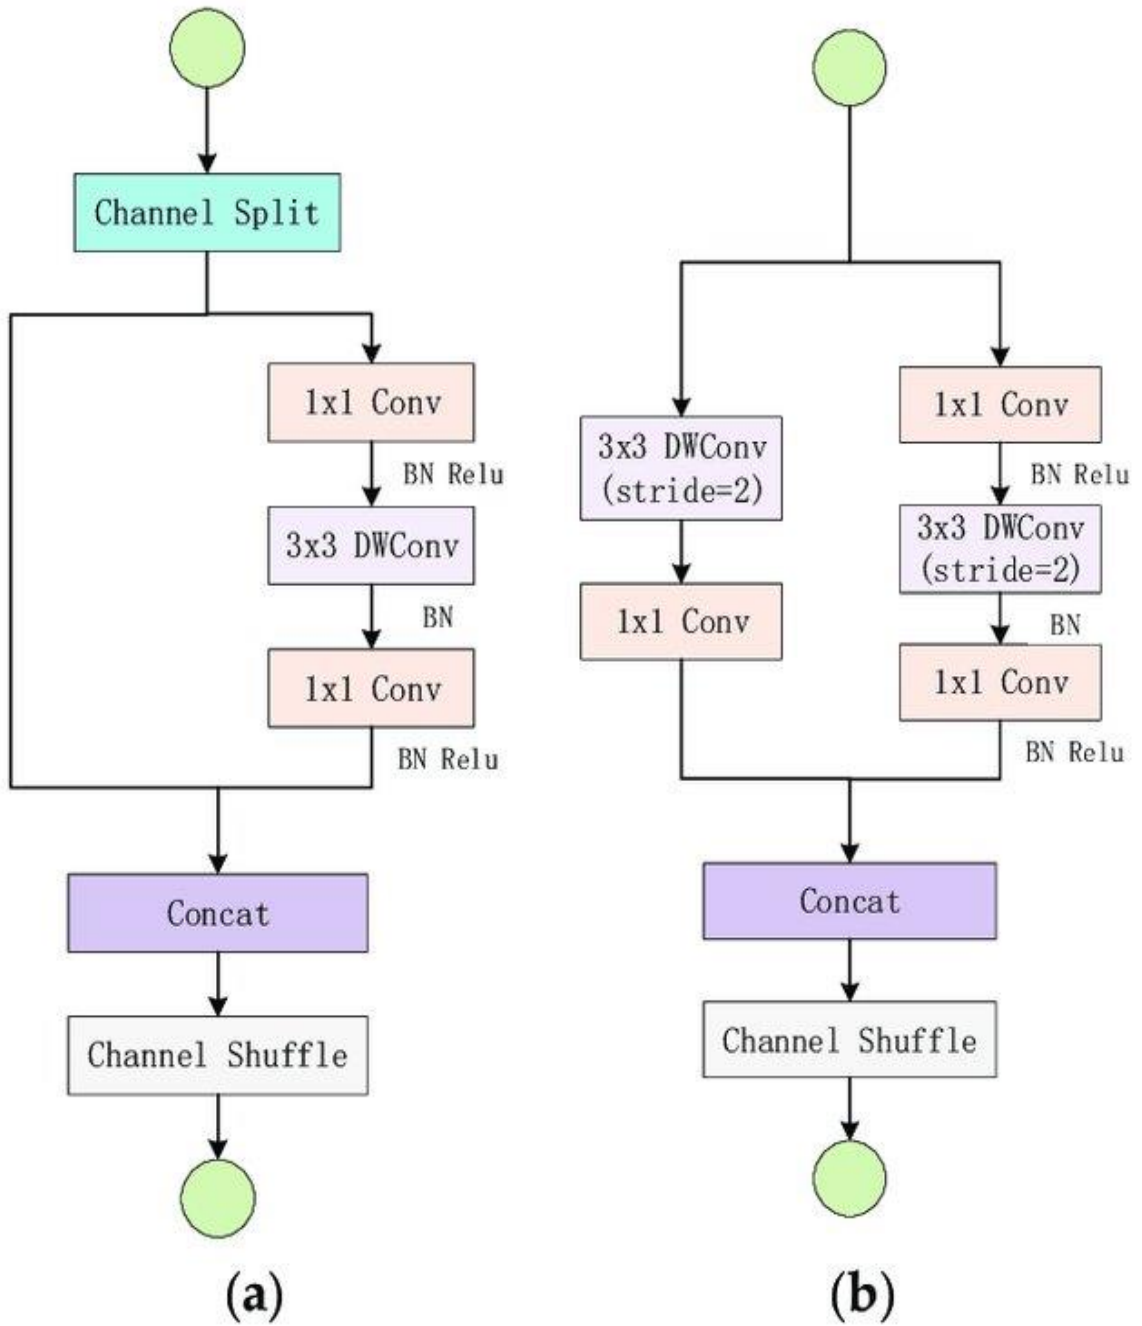 Channel Split
1x1 Conv
BN Relu
3x3 DWConv
BN
1x1 Conv
BN Relu
Concat
Channel Shuffle
(a)
3x3 DWConv
(stride=2)
1x1 Conv
1x1 Conv
BN Relu
3x3 DWConv
(stride=2)
BN
1x1 Conv
BN Relu
Concat
Channel Shuffle
(b)